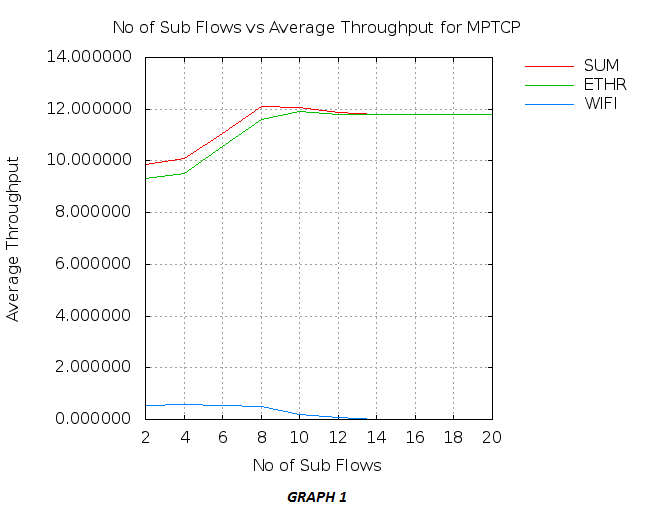 No of Sub Flows vs Average Throughput for MPTCP
14.000000
12.000000
10.000000
8.000000
6.000000
4.000000
2.000000
0.000000
Average Throughput
2 4 6 8 10 12 14 16 18 20
No of Sub Flows
SUM
ETHR
WIFI
GRAPH 1